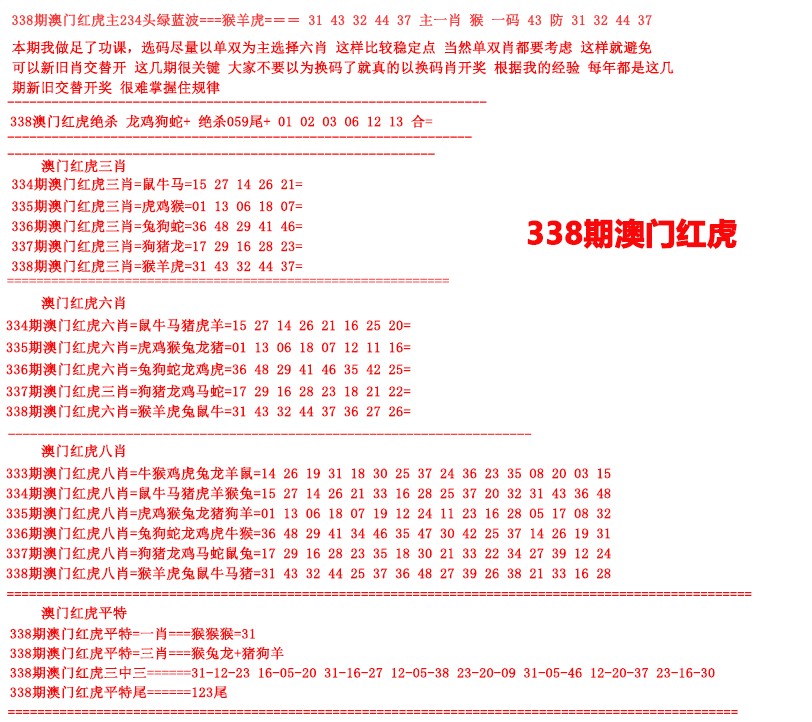 338期澳门红虎主234头绿蓝波===猴羊虎==== 31 43 32 44 37 主一肖 猴 一码 43 防 31 32 44 37
本期我做足了功课，选码尽量以单双为主选择六肖 这样比较稳定点 当然单双肖都要考虑 这样就避免
可以新旧肖交替开 这几期很关键 大家不要以为换码了就真的以换码肖开奖 根据我的经验 每年都是这几
期新旧交替开奖 很难掌握住规律
338澳门红虎绝杀 龙鸡狗蛇+ 绝杀059尾+ 01 02 03 06 12 13 合=
澳门红虎三肖
334期澳门红虎三肖=鼠牛马=15 27 14 26 21=
335期澳门红虎三肖=虎鸡猴=01 13 06 18 07=
336期澳门红虎三肖=兔狗蛇=36 48 29 41 46=
337期澳门红虎三肖=狗猪龙=17 29 16 28 23=
338期澳门红虎三肖=猴羊虎=31 43 32 44 37=
338期澳门红虎
澳门红虎六肖
334期澳门红虎六肖=鼠牛马猪虎羊=15 27 14 26 21 16 25 20=
335期澳门红虎六肖=虎鸡猴兔龙猪=01 13 06 18 07 12 11 16=
336期澳门红虎六肖=兔狗蛇龙鸡虎=36 48 29 41 46 35 42 25=
337期澳门红虎三肖=狗猪龙鸡马蛇=17 29 16 28 23 18 21 22=
338期澳门红虎六肖=猴羊虎兔鼠牛=31 43 32 44 37 36 27 26=
澳门红虎八肖
333期澳门红虎八肖=牛猴鸡虎兔龙羊鼠=14 26 19 31 18 30 25 37 24 36 23 35 08 20 03 15
334期澳门红虎八肖=鼠牛马猪虎羊猴兔=15 27 14 26 21 33 16 28 25 37 20 32 31 43 36 48
335期澳门红虎八肖=虎鸡猴兔龙猪狗羊=01 13 06 18 07 19 12 24 11 23 16 28 05 17 08 32
336期澳门红虎八肖=兔狗蛇龙鸡虎牛猴=36 48 29 41 34 46 35 47 30 42 25 37 14 26 19 31
337期澳门红虎八肖=狗猪龙鸡马蛇鼠兔=17 29 16 28 23 35 18 30 21 33 22 34 27 39 12 24
338期澳门红虎八肖=猴羊虎兔鼠牛马猪=31 43 32 44 25 37 36 48 27 39 26 38 21 33 16 28
澳门红虎平特
338期澳门红虎平特=一肖===猴猴猴=31
338期澳门红虎平特=三肖===猴兔龙+猪狗羊
338期澳门红虎三中三======31-12-23 16-05-20 31-16-27 12-05-38 23-20-09 31-05-46 12-20-37 23-16-30
338期澳门红虎平特尾======123尾